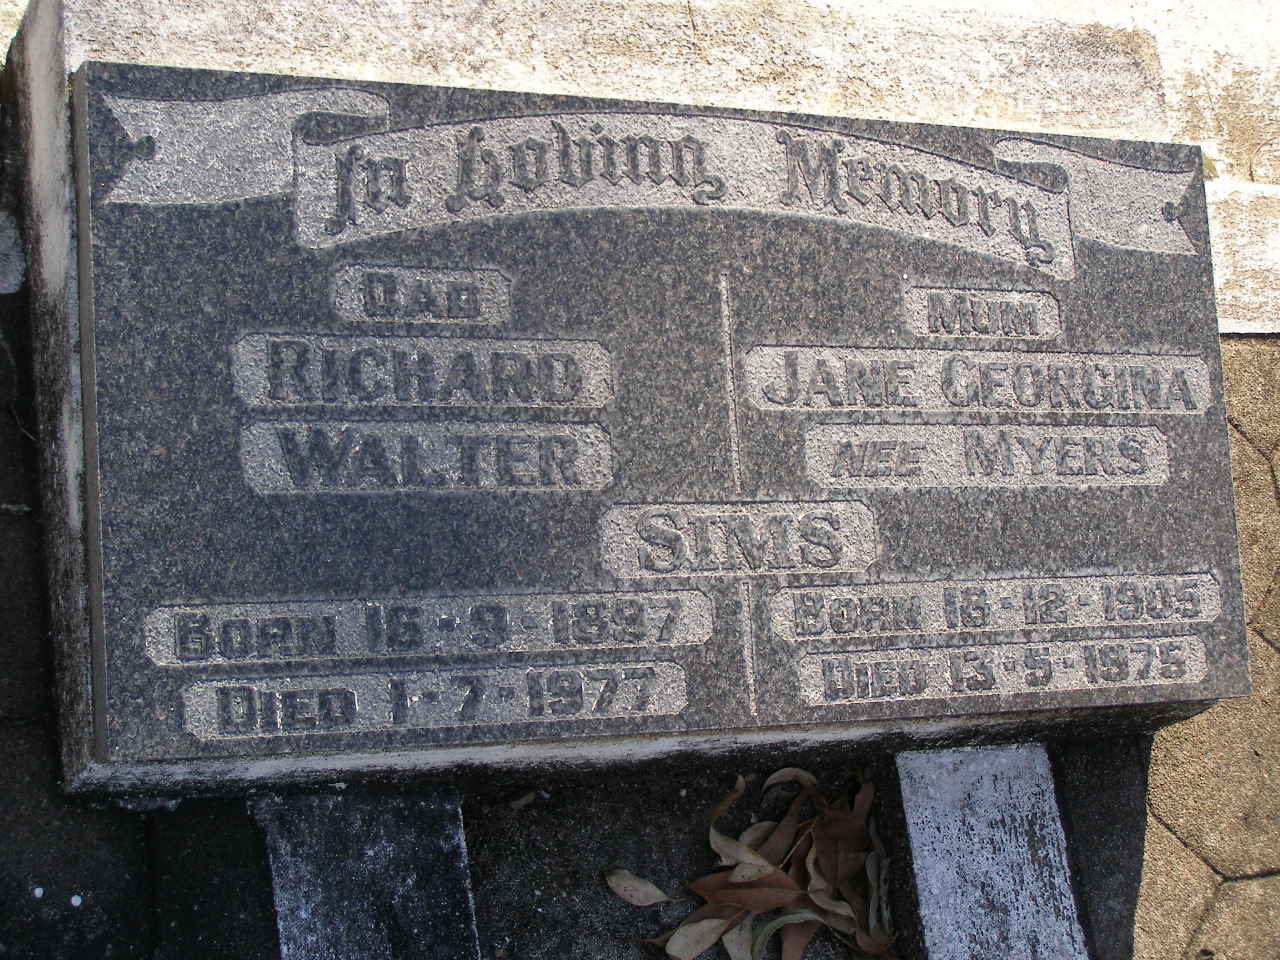 In Loving Memory
DAD
RICHARD
WALTER
MUM
JANE GEORGINA
NEE MYERS
SIMS
BORN 16·9·1897
DIED 1·7·1977
BORN 16·12·1905
DIED 13·5·1975